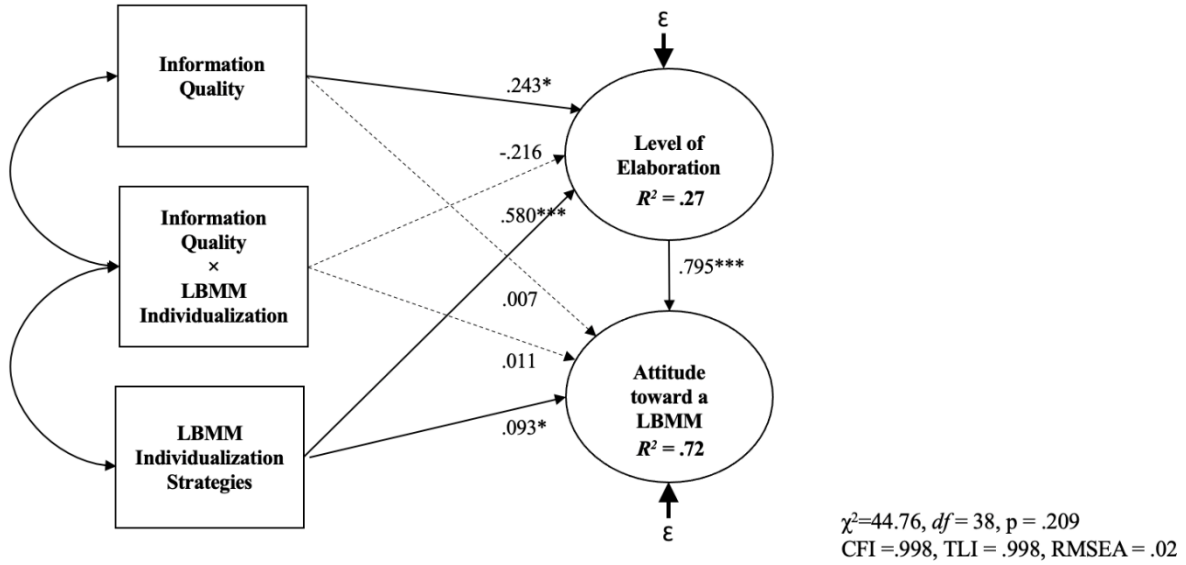 Information
Quality
Information
Quality
×
LBMM
Individualization
LBMM
Individualization
Strategies
.243*
-.216
.580***
.007
.011
.093*
ε
Level of
Elaboration
R² = .27
.795***
Attitude
toward a
LBMM
R² = .72
ε
χ²=44.76, df = 38, p = .209
CFI =.998, TLI = .998, RMSEA = .02